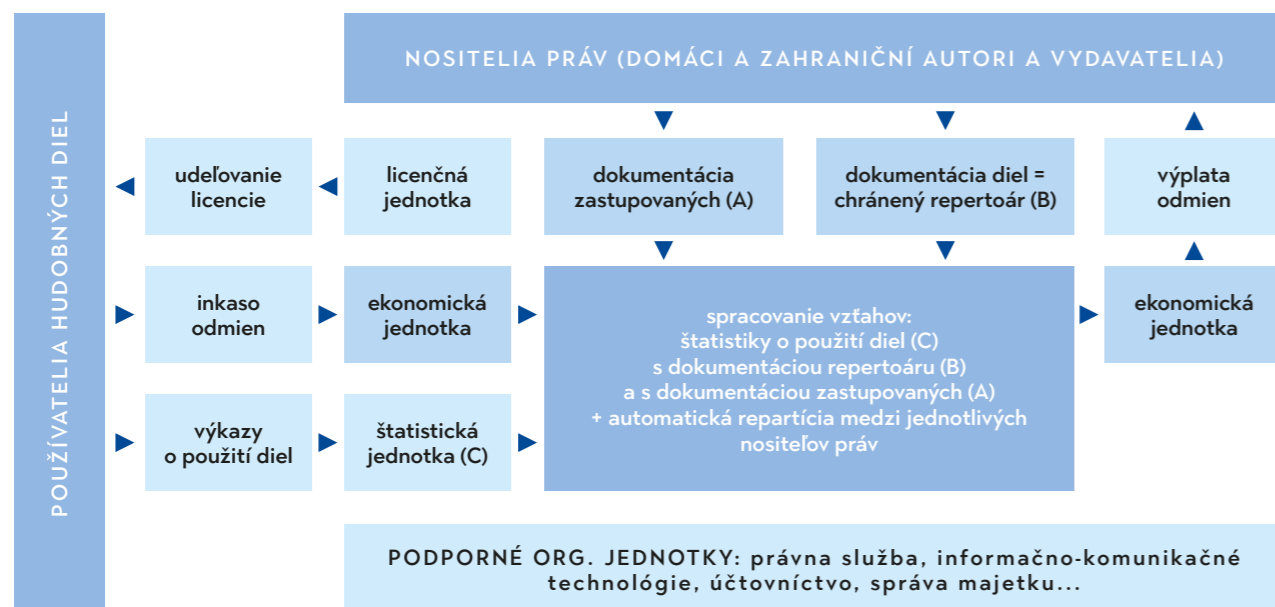 POUŽÍVATELIA HUDOBNÝCH DIEL
NOSITELIA PRÁV (DOMÁCI A ZAHRANIČNÍ AUTORI A VYDAVATELIA)
udeľovanie
licencie
licenčná
jednotka
dokumentácia
zastupovaných (A)
dokumentácia diel =
chránený repertoár (B)
výplata
odmien
inkaso
odmien
ekonomická
jednotka
spracovanie vzťahov:
štatistiky o použití diel (C)
s dokumentáciou repertoáru (B)
a s dokumentáciou zastupovaných (A)
+ automatická repartícia medzi jednotlivých
nositeľov práv
ekonomická
jednotka
výkazy
o použití diel
štatistická
jednotka (C)
PODPORNÉ ORG. JEDNOTKY: právna služba, informačno-komunikačné
technológie, účtovníctvo, správa majetku...